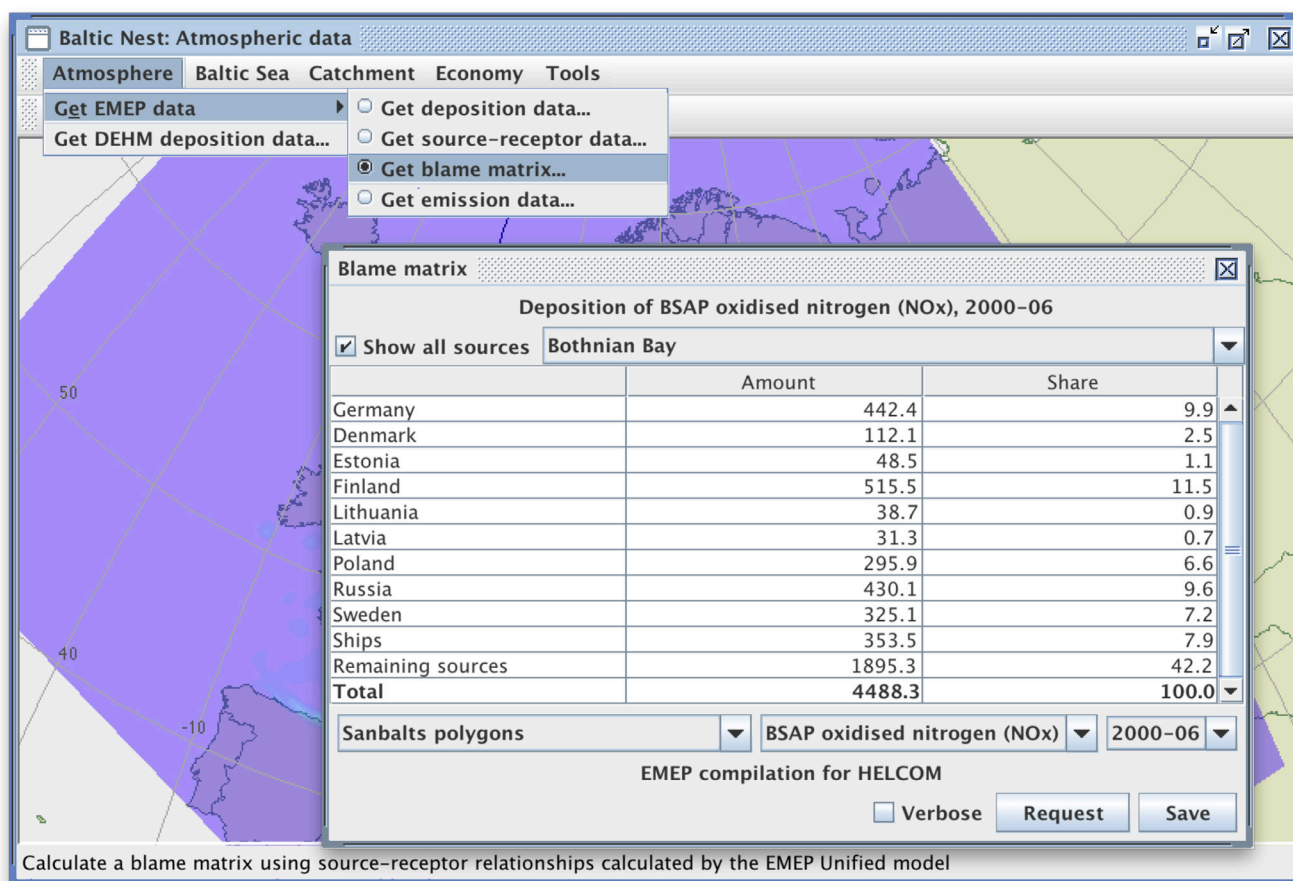 Baltic Nest: Atmospheric data
Atmosphere Baltic Sea Catchment Economy Tools
Get EMEP data
Get DEHM deposition data...
Get deposition data...
Get source-receptor data...
Get blame matrix...
Get emission data...
50
40
-10
Blame matrix
Deposition of BSAP oxidised nitrogen (NOx), 2000-06
Show all sources Bothnian Bay
Amount Share
Germany 442.4 9.9
Denmark 112.1 2.5
Estonia 48.5 1.1
Finland 515.5 11.5
Lithuania 38.7 0.9
Latvia 31.3 0.7
Poland 295.9 6.6
Russia 430.1 9.6
Sweden 325.1 7.2
Ships 353.5 7.9
Remaining sources 1895.3 42.2
Total 4488.3 100.0
Sanbalts polygons BSAP oxidised nitrogen (NOx) 2000-06
EMEP compilation for HELCOM
Verbose Request Save
Calculate a blame matrix using source-receptor relationships calculated by the EMEP Unified model